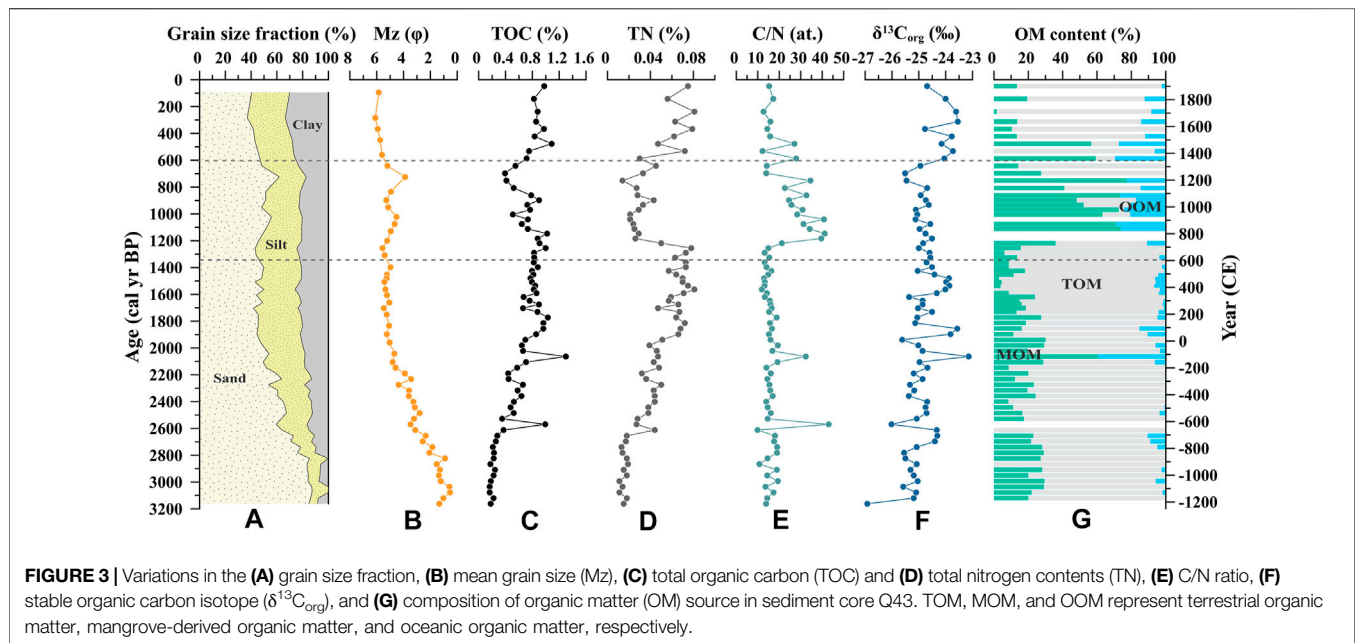 Grain size fraction (%) Mz (φ) TOC (%) TN (%) C/N (at.) δ¹³Corg (‰) OM content (%)
0 20 40 60 80 100 8 6 4 2 0 0 0.4 0.8 1.2 1.6 0 0.04 0.08 0 10 20 30 40 50 -27 -26 -25 -24 -23 0 20 40 60 80 100
Age (cal yr BP)
0
200
400
600
800
1000
1200
1400
1600
1800
2000
2200
2400
2600
2800
3000
3200
Clay
Silt
Sand
OOM
TOM
MOM
1800
1600
1400
1200
1000
800
600
400
200
0
-200
-400
-600
-800
-1000
-1200
Year (CE)
A B C D E F G
FIGURE 3 | Variations in the (A) grain size fraction, (B) mean grain size (Mz), (C) total organic carbon (TOC) and (D) total nitrogen contents (TN), (E) C/N ratio, (F)
stable organic carbon isotope (δ¹³Corg), and (G) composition of organic matter (OM) source in sediment core Q43. TOM, MOM, and OOM represent terrestrial organic
matter, mangrove-derived organic matter, and oceanic organic matter, respectively.